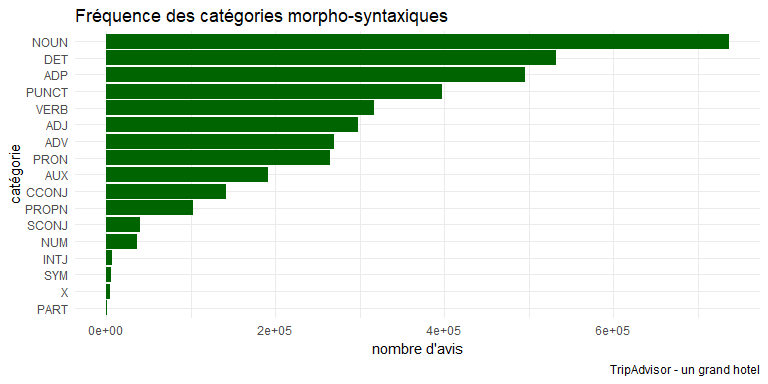 Fréquence des catégories morpho-syntaxiques
catégorie
NOUN
DET
ADP
PUNCT
VERB
ADJ
ADV
PRON
AUX
CCONJ
PROPN
SCONJ
NUM
INTJ
SYM
X
PART
0e+00 2e+05 4e+05 6e+05
nombre d'avis
TripAdvisor - un grand hotel